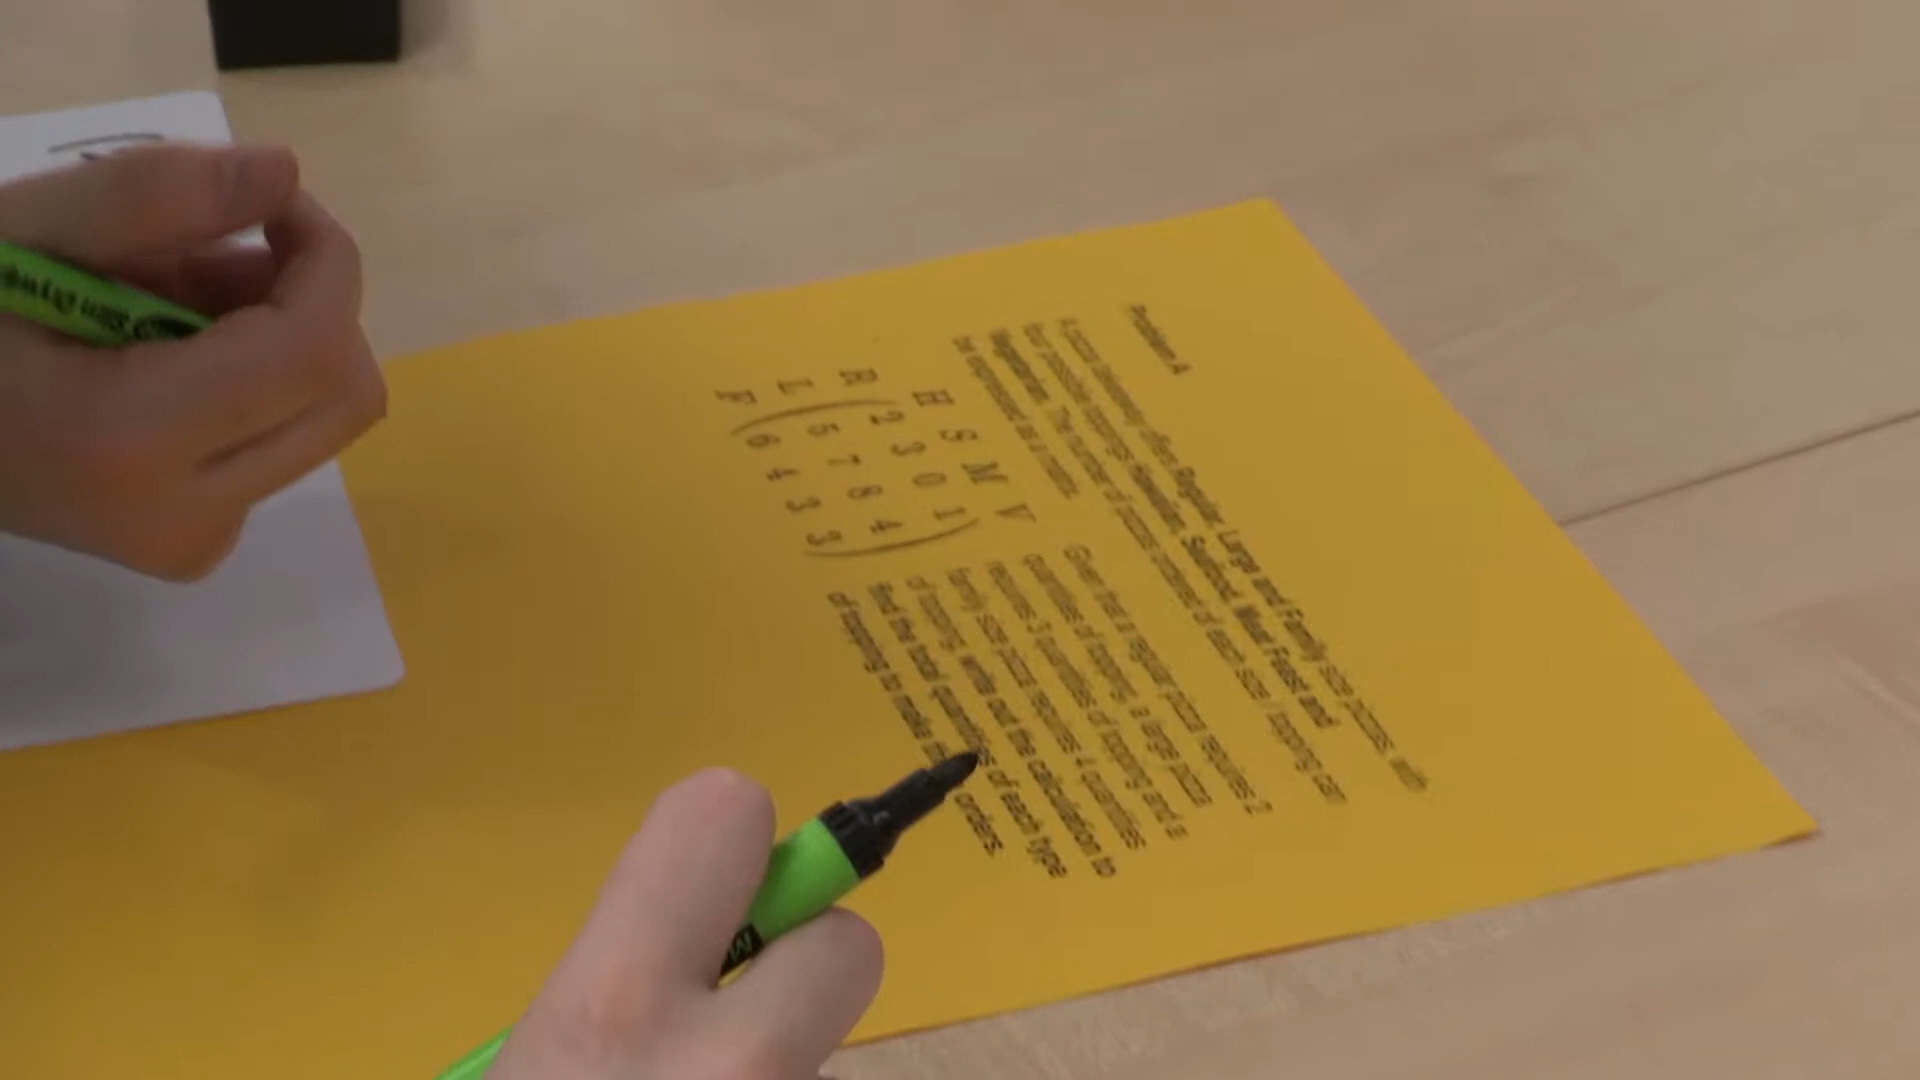 Problem A
A pizza takeaway offers Regular, Large and Family size pizzas, with
four possible toppings Hawaiian, Seafood, Meat Feast and
Vegetarian. The number of pizzas ordered of each size / topping can
be expressed as a matrix.
H S M V
R 2 3 0 1
L 5 7 8 4
F 6 4 3 3
Given that a regular pizza requires 2
quantities of topping, a large pizza
requires 3 quantities of topping and a
family size pizza requires 4 quantities
of topping, write out the calculation to
find the total quantities of each type
of topping to make orders.
Slim Drywi